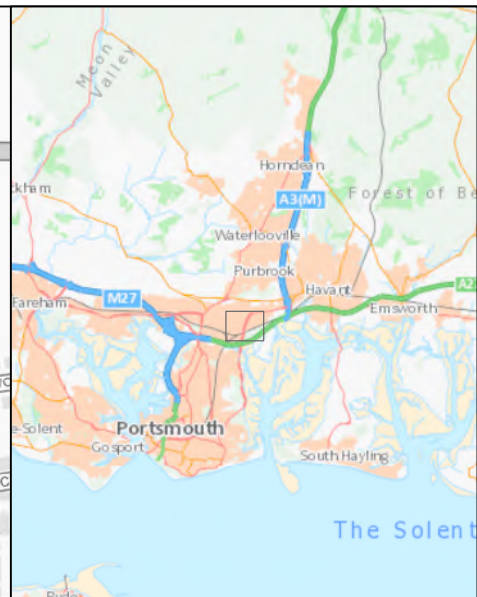 Meon
Valley
Horndean
ckham
Forest of Be
A3(M)
Waterlooville
Purbrook
Havant
M27
A2
Fareham
Emsworth
e-Solent
Portsmouth
Gosport
South Hayling
The Solent
Ryde